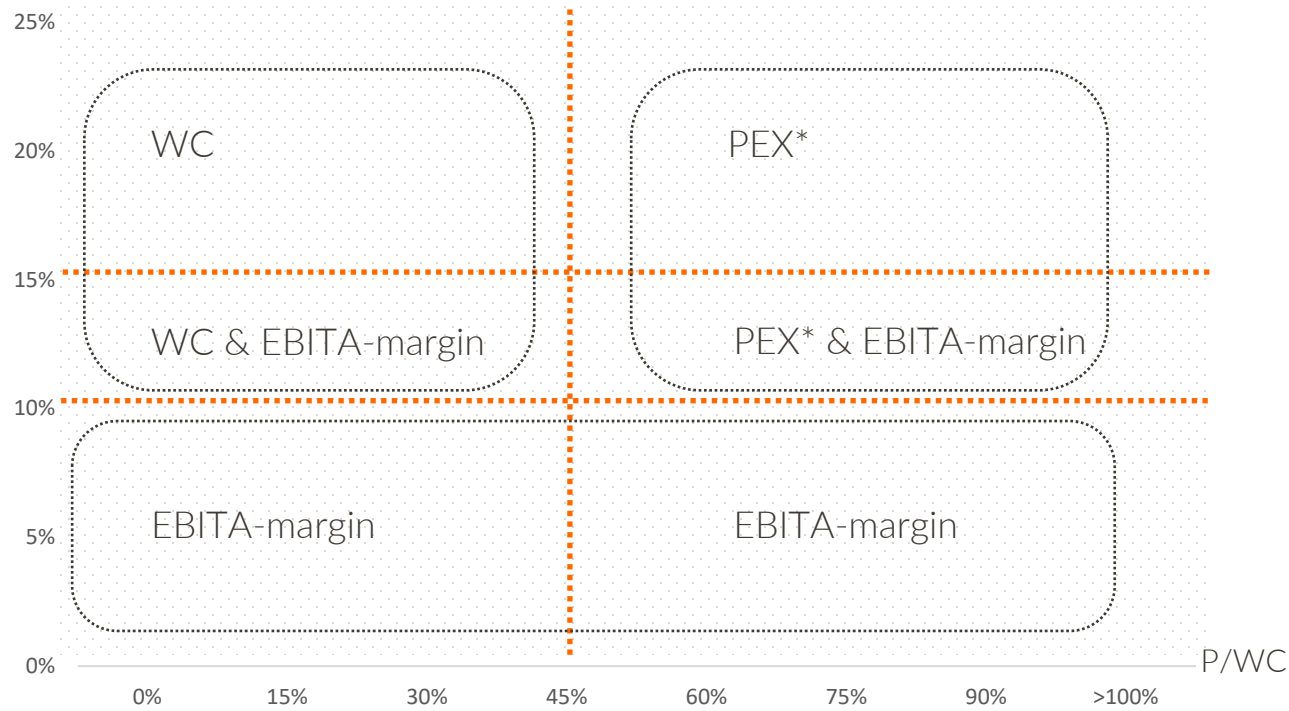 25%
20%
WC
PEX*
15%
WC & EBITA-margin
PEX* & EBITA-margin
10%
EBITA-margin
EBITA-margin
5%
0%
P/WC
0%
15%
30%
45%
60%
75%
90%
>100%